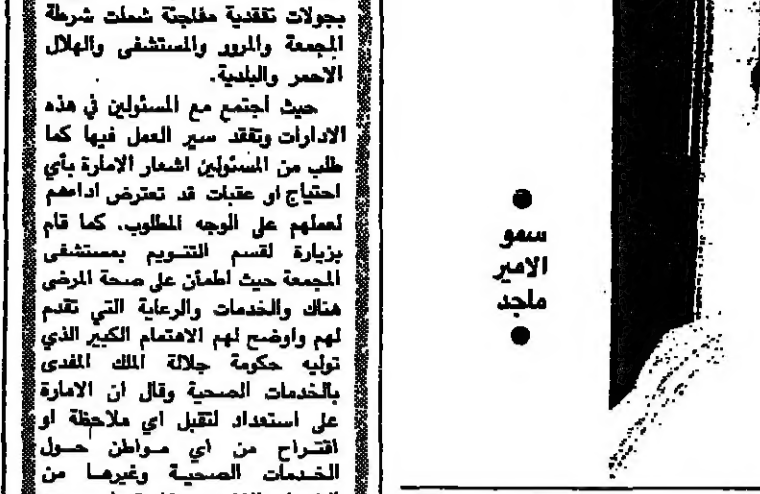 بجولات تفقدية مفاجئة شملت شرطة
المجمعة والمرور والمستشفى والهلال
الاحمر والبلدية.
حيث اجتمع مع المسئولين في هذه
الادارات وتفقد سير العمل فيها كما
طلب من المسئولين اشعار الامارة بأي
احتياج او عقبات قد تعترض اداءهم
لعملهم على الوجه المطلوب. كما قام
بزيارة لقسم التنويم بمستشفى
المجمعة حيث اطمأن على صحة المرضى
هناك والخدمات والرعاية التي تقدم
لهم واوضح لهم الاهتمام الكبير الذي
توليه حكومة جلالة الملك المفدى
بالخدمات الصحية وقال ان الامارة
على استعداد لتقبل اي ملاحظة او
اقتراح من اي مواطن حول
الخدمات الصحية وغيرها من
● سمو
الامير
ماجد ●